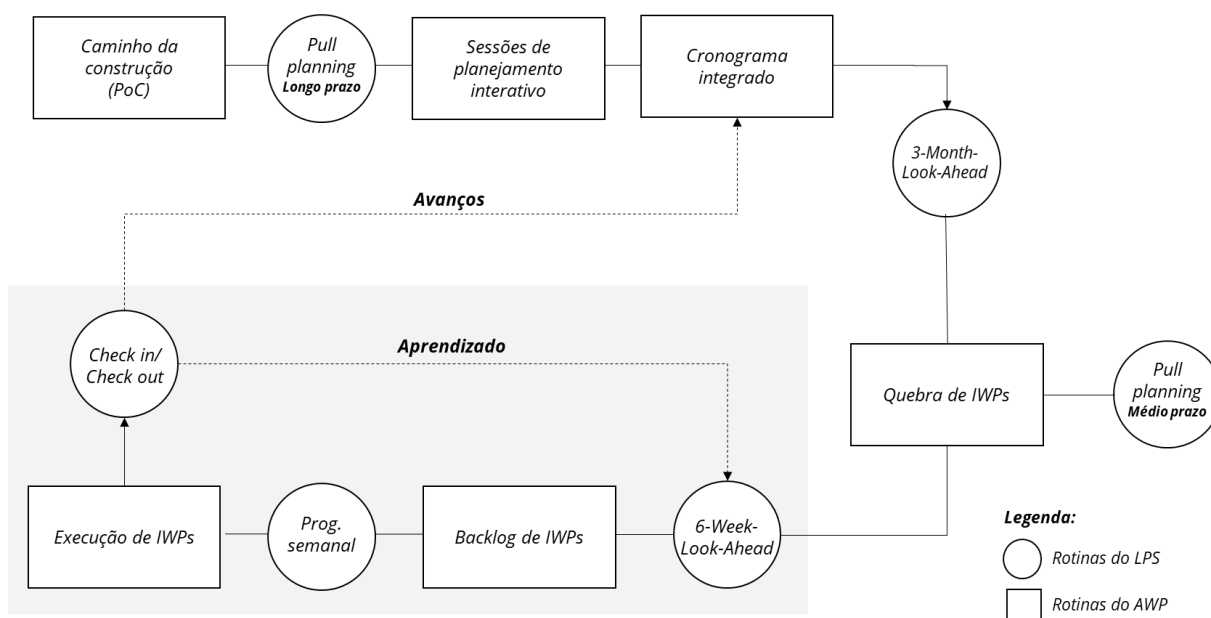 Caminho da
construção
(PoC)
Pull
planning
Longo prazo
Sessões de
planejamento
interativo
Cronograma
integrado
3-Month-
Look-Ahead
Avanços
Check in/
Check out
Aprendizado
Quebra de IWPs
Pull
planning
Médio prazo
Execução de IWPs
Prog.
semanal
Backlog de IWPs
6-Week-
Look-Ahead
Legenda:
Rotinas do LPS
Rotinas do AWP